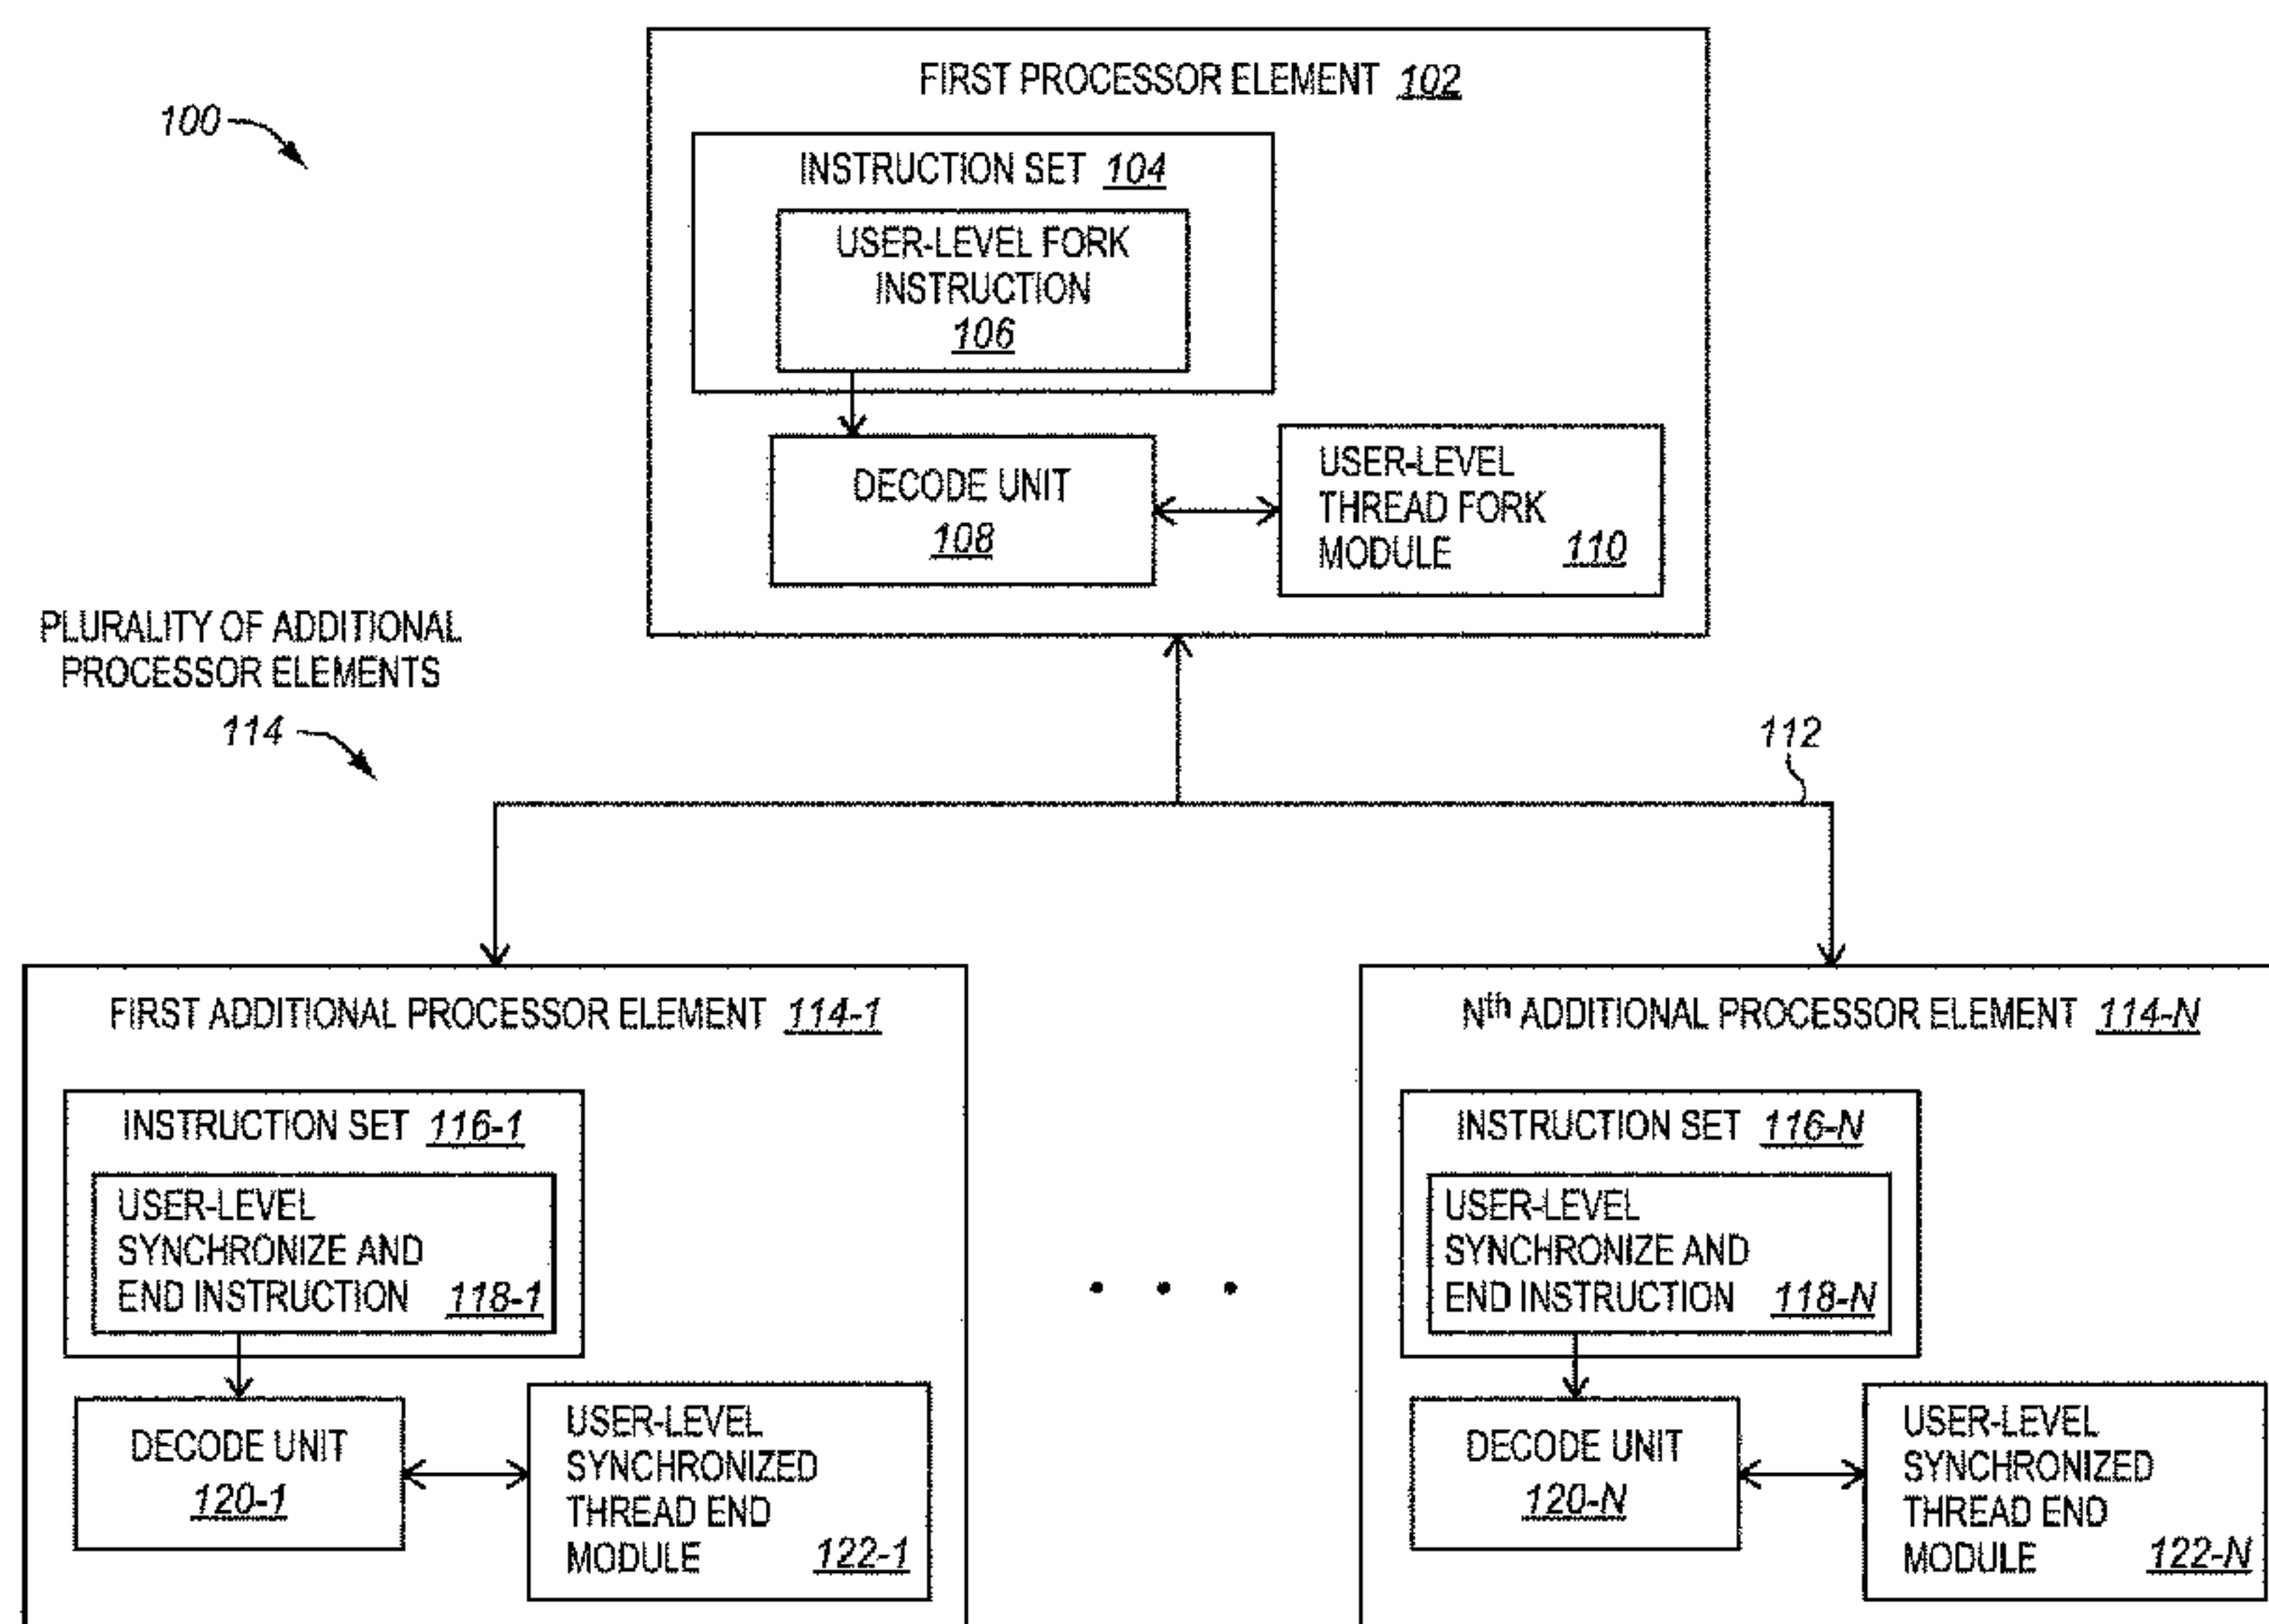 100
FIRST PROCESSOR ELEMENT 102
INSTRUCTION SET 104
USER-LEVEL FORK
INSTRUCTION
106
DECODE UNIT
108
USER-LEVEL
THREAD FORK
MODULE 110
PLURALITY OF ADDITIONAL
PROCESSOR ELEMENTS
114
112
FIRST ADDITIONAL PROCESSOR ELEMENT 114-1
INSTRUCTION SET 116-1
USER-LEVEL
SYNCHRONIZE AND
END INSTRUCTION 118-1
DECODE UNIT
120-1
USER-LEVEL
SYNCHRONIZED
THREAD END
MODULE 122-1
. . .
Nth ADDITIONAL PROCESSOR ELEMENT 114-N
INSTRUCTION SET 116-N
USER-LEVEL
SYNCHRONIZE AND
END INSTRUCTION 118-N
DECODE UNIT
120-N
USER-LEVEL
SYNCHRONIZED
THREAD END
MODULE 122-N